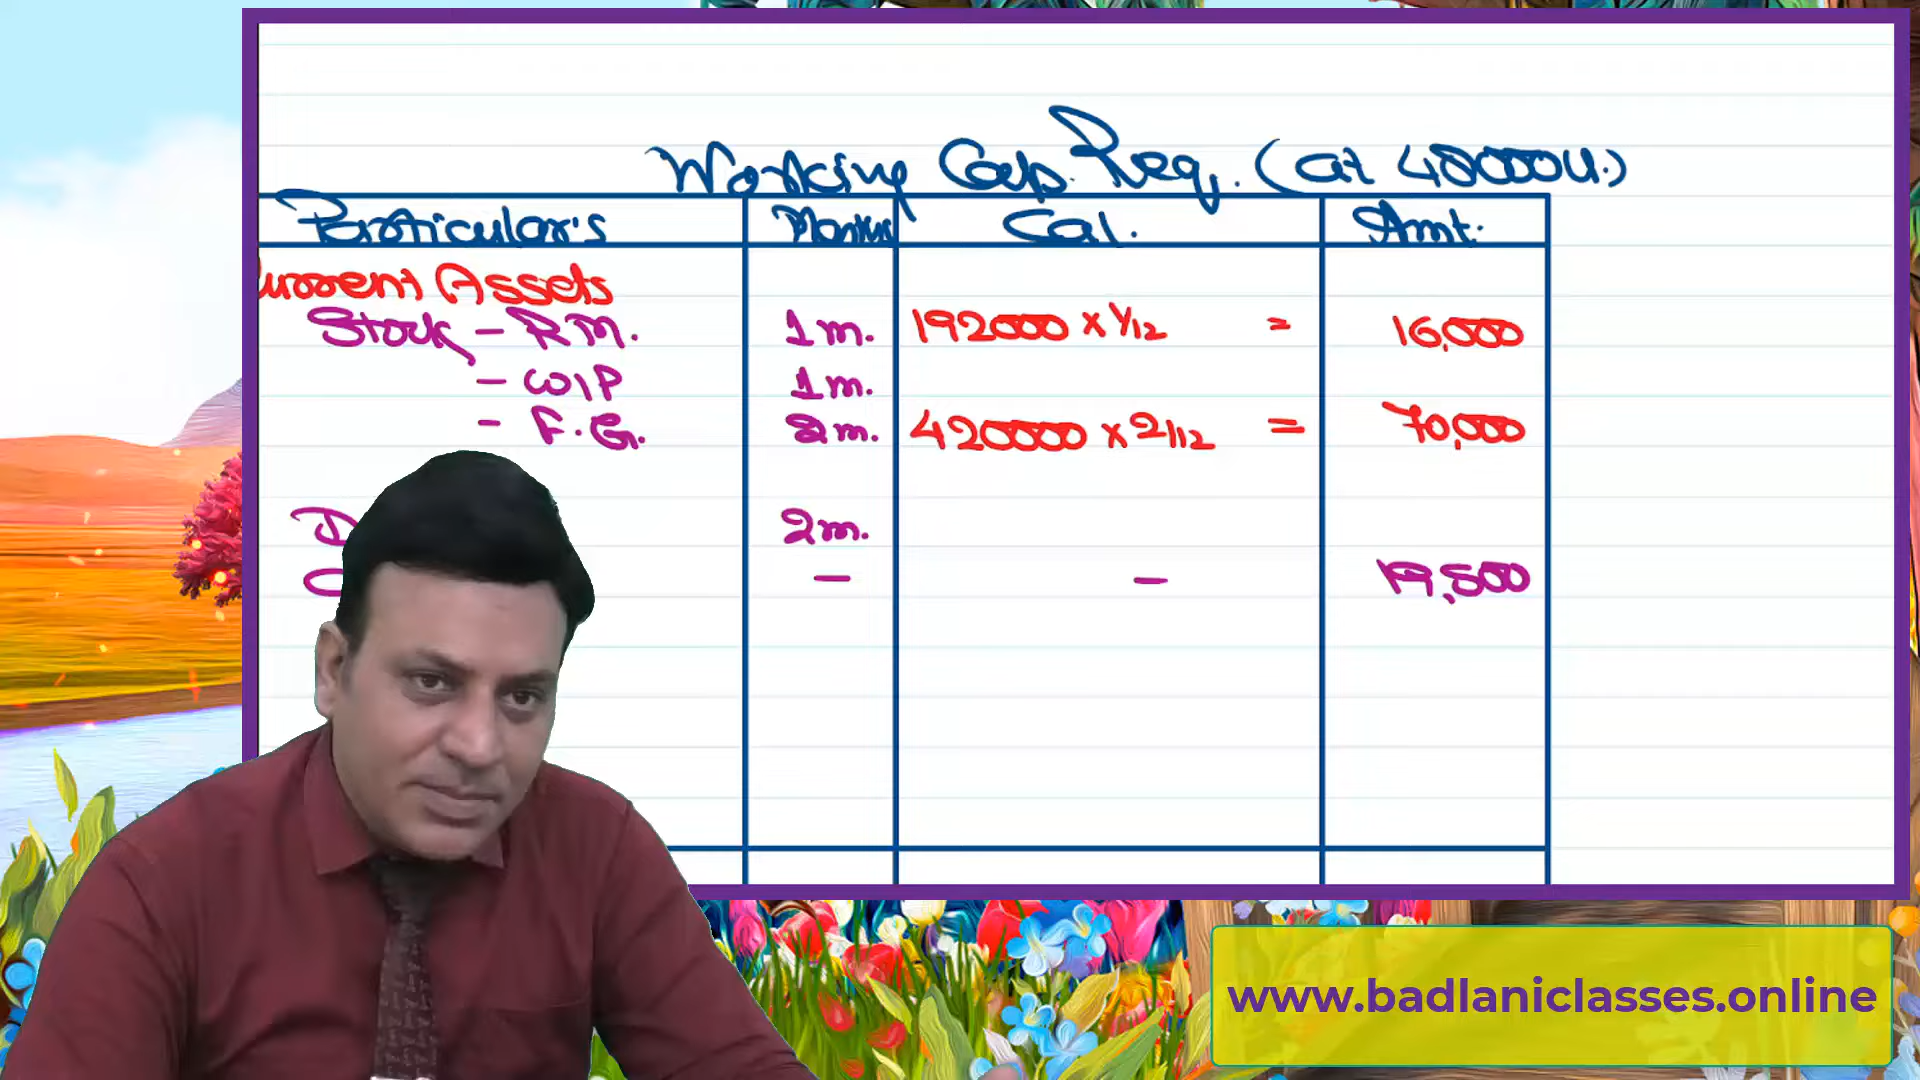 Working Cap. Req. (at 48000U.)
Particular's Months Cal. Amt.
urrent Assets
Stock - R.M. 1m. 192000 x 1/12 = 16,000
- WIP 1m.
- F.G. 2m. 420000 x 2/12 = 70,000
D 2m.
C - - 19,500
www.badlaniclasses.online